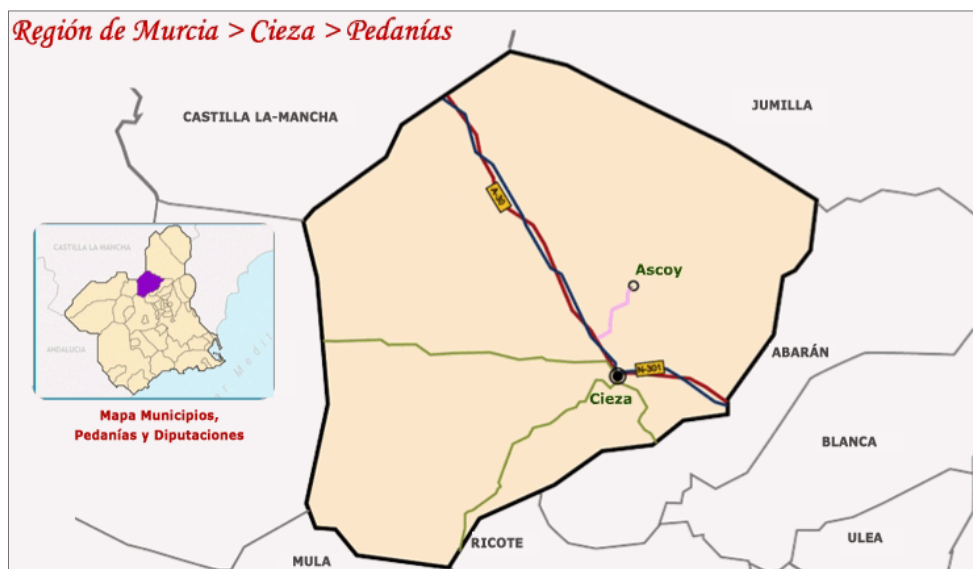 Región de Murcia > Cieza > Pedanías
JUMILLA
CASTILLA LA-MANCHA
A-30
CASTILLA LA MANCHA
Ascoy
ANDALUCIA
ABARÁN
N-301
Cieza
Mapa Municipios,
Pedanías y Diputaciones
BLANCA
ULEA
RICOTE
MULA